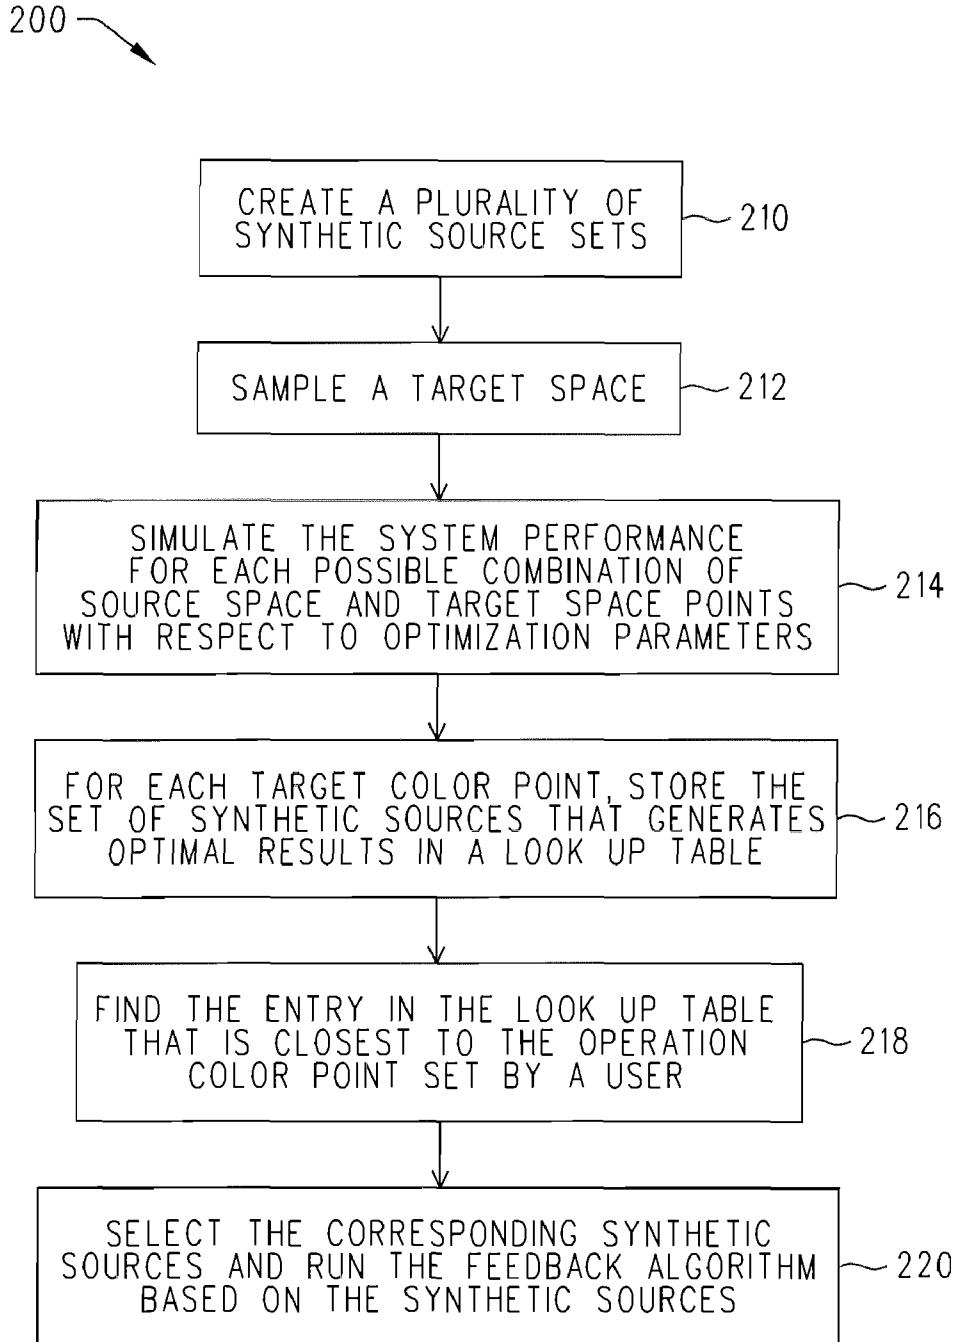 200
CREATE A PLURALITY OF
SYNTHETIC SOURCE SETS
210
SAMPLE A TARGET SPACE
212
SIMULATE THE SYSTEM PERFORMANCE
FOR EACH POSSIBLE COMBINATION OF
SOURCE SPACE AND TARGET SPACE POINTS
WITH RESPECT TO OPTIMIZATION PARAMETERS
214
FOR EACH TARGET COLOR POINT, STORE THE
SET OF SYNTHETIC SOURCES THAT GENERATES
OPTIMAL RESULTS IN A LOOK UP TABLE
216
FIND THE ENTRY IN THE LOOK UP TABLE
THAT IS CLOSEST TO THE OPERATION
COLOR POINT SET BY A USER
218
SELECT THE CORRESPONDING SYNTHETIC
SOURCES AND RUN THE FEEDBACK ALGORITHM
BASED ON THE SYNTHETIC SOURCES
220